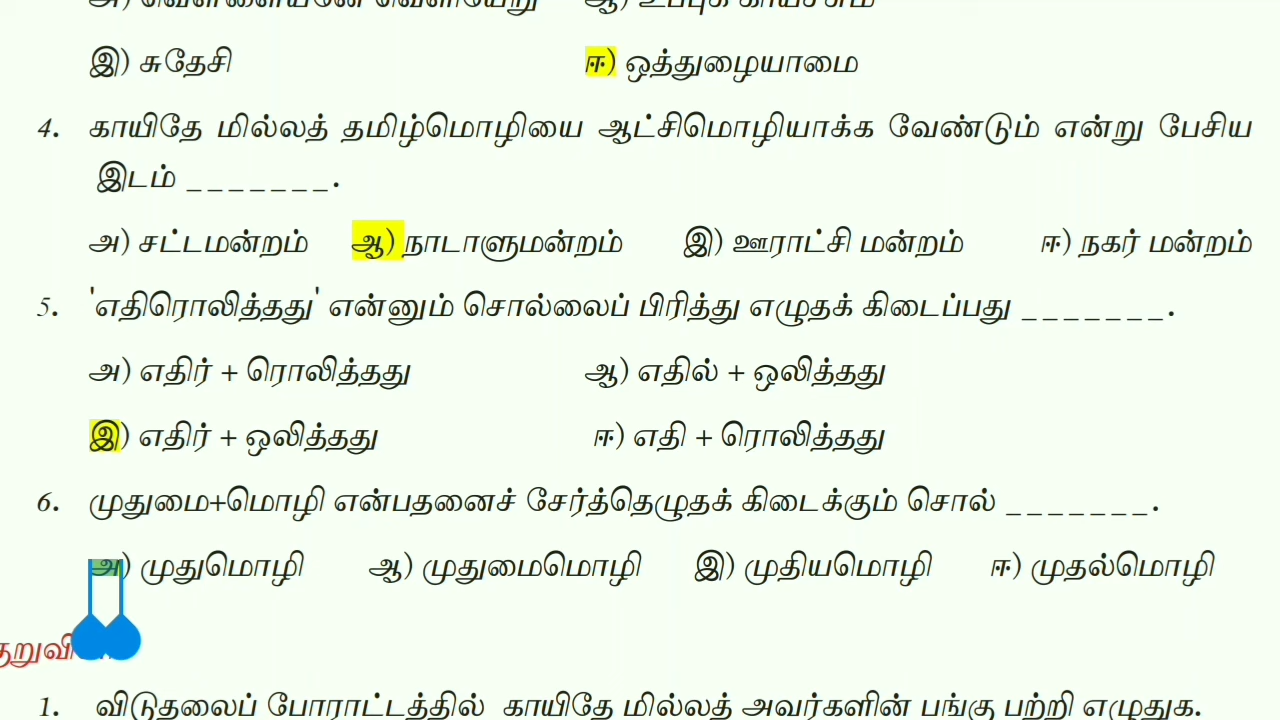 அ) வெள்ளையனே வெளியேறு ஆ) உப்புக் காய்ச்சும்
இ) சுதேசி ஈ) ஒத்துழையாமை
4. காயிதே மில்லத் தமிழ்மொழியை ஆட்சிமொழியாக்க வேண்டும் என்று பேசிய
இடம் _______.
அ) சட்டமன்றம் ஆ) நாடாளுமன்றம் இ) ஊராட்சி மன்றம் ஈ) நகர் மன்றம்
5. 'எதிரொலித்தது' என்னும் சொல்லைப் பிரித்து எழுதக் கிடைப்பது _______.
அ) எதிர் + ரொலித்தது ஆ) எதில் + ஒலித்தது
இ) எதிர் + ஒலித்தது ஈ) எதி + ரொலித்தது
6. முதுமை+மொழி என்பதனைச் சேர்த்தெழுதக் கிடைக்கும் சொல் _______.
அ) முதுமொழி ஆ) முதுமைமொழி இ) முதியமொழி ஈ) முதல்மொழி
1. விடுதலைப் போராட்டத்தில் காயிதே மில்லத் அவர்களின் பங்கு பற்றி எழுதுக.